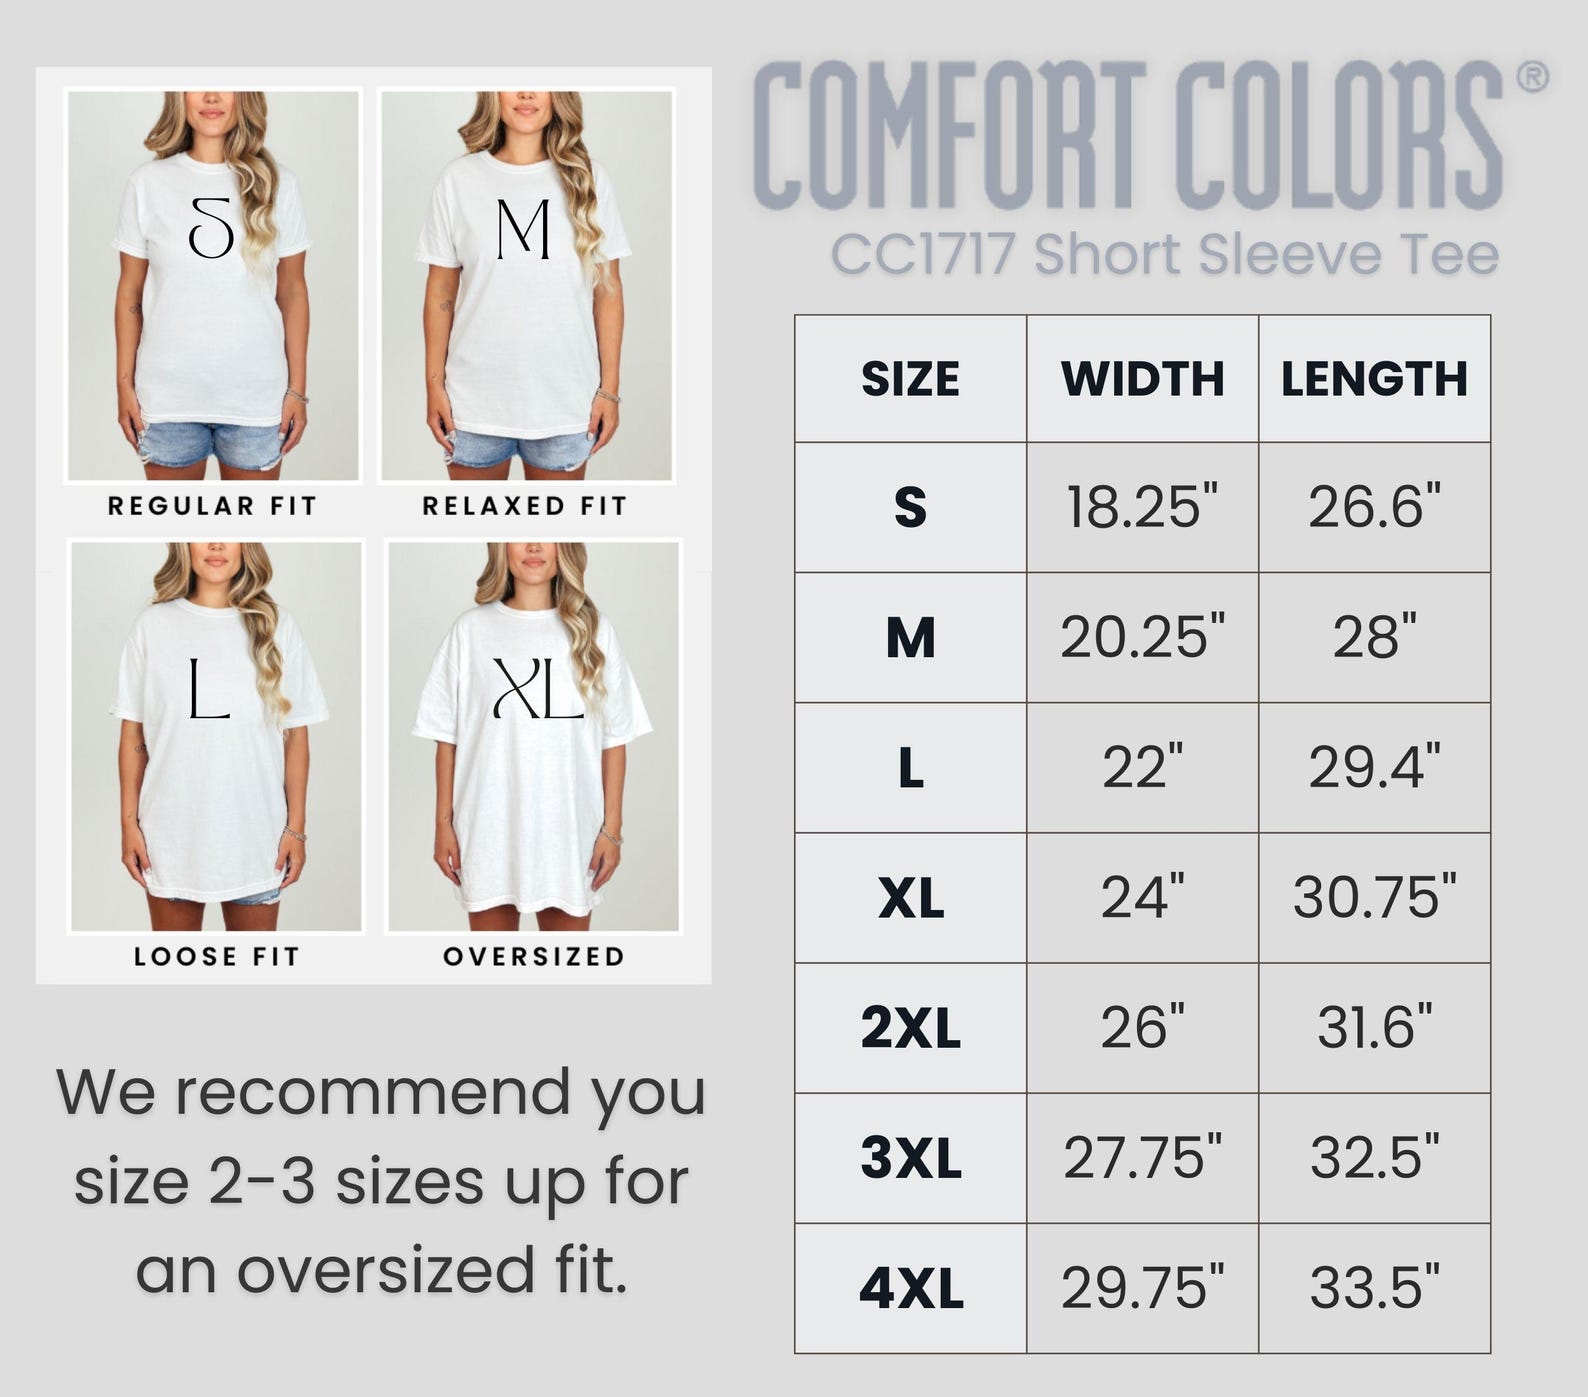 S
M
REGULAR FIT
RELAXED FIT
L
XL
LOOSE FIT
OVERSIZED
We recommend you
size 2-3 sizes up for
an oversized fit.
COMFORT COLORS®
CC1717 Short Sleeve Tee
SIZE WIDTH LENGTH
S 18.25" 26.6"
M 20.25" 28"
L 22" 29.4"
XL 24" 30.75"
2XL 26" 31.6"
3XL 27.75" 32.5"
4XL 29.75" 33.5"